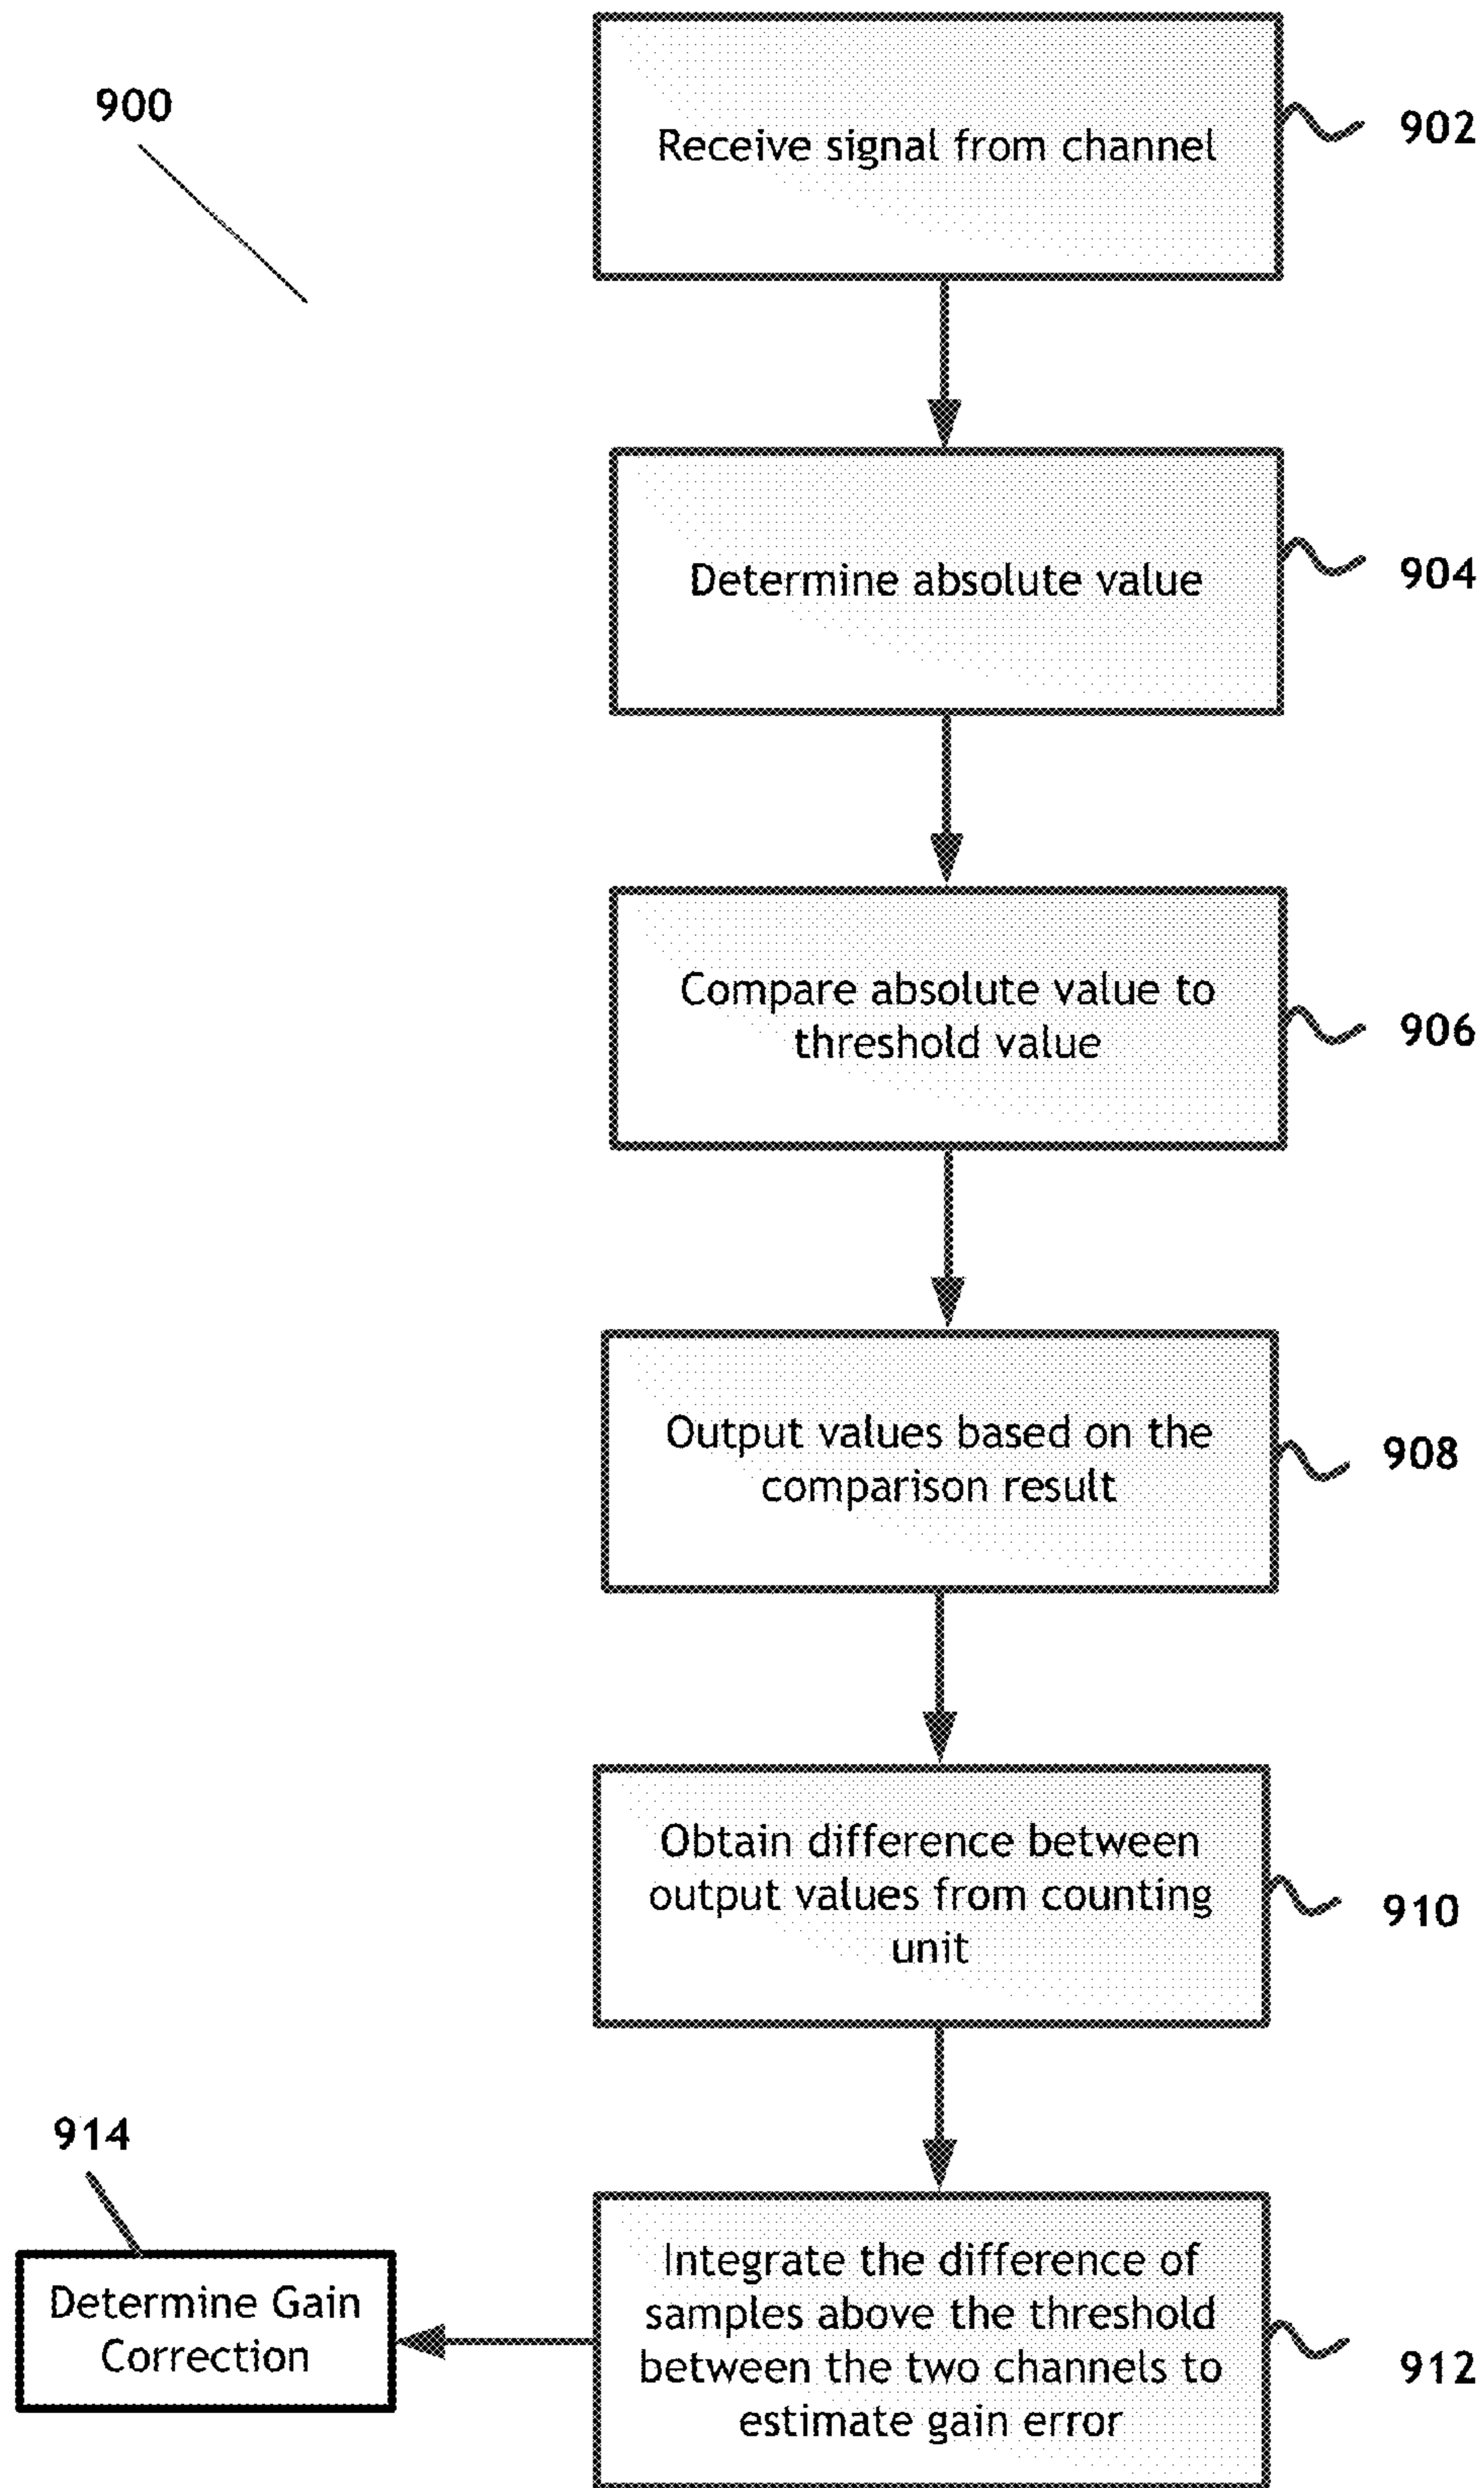 900
Receive signal from channel
902
Determine absolute value
904
Compare absolute value to
threshold value
906
Output values based on the
comparison result
908
Obtain difference between
output values from counting
unit
910
914
Determine Gain
Correction
Integrate the difference of
samples above the threshold
between the two channels to
estimate gain error
912